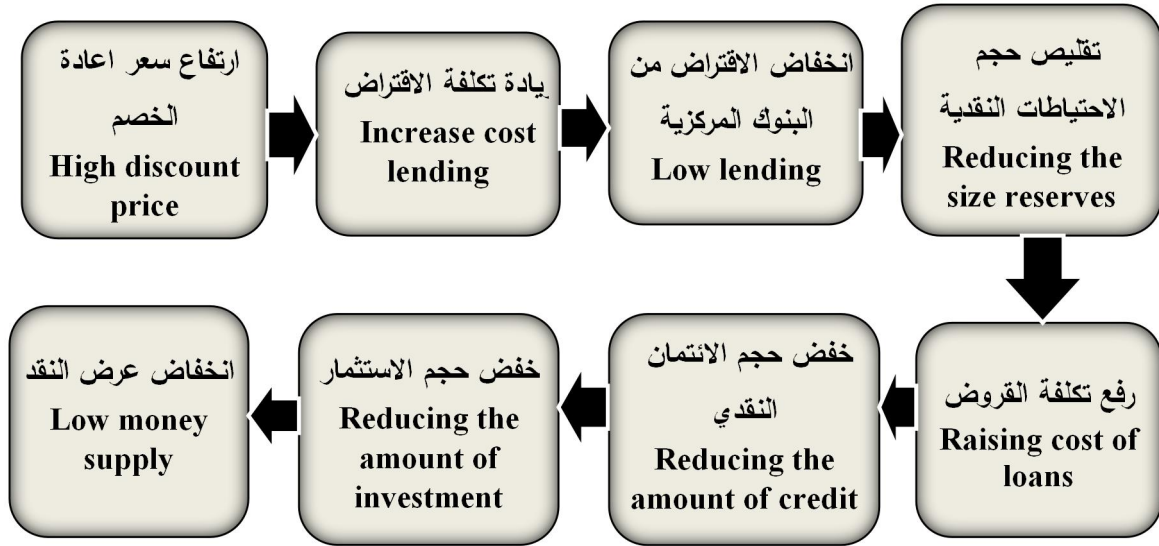 ارتفاع سعر اعادة
الخصم
High discount
price
يادة تكلفة الاقتراض
Increase cost
lending
انخفاض الاقتراض من
البنوك المركزية
Low lending
تقليص حجم
الاحتياطات النقدية
Reducing the
size reserves
رفع تكلفة القروض
Raising cost of
loans
خفض حجم الائتمان
النقدي
Reducing the
amount of credit
خفض حجم الاستثمار
Reducing the
amount of
investment
انخفاض عرض النقد
Low money
supply